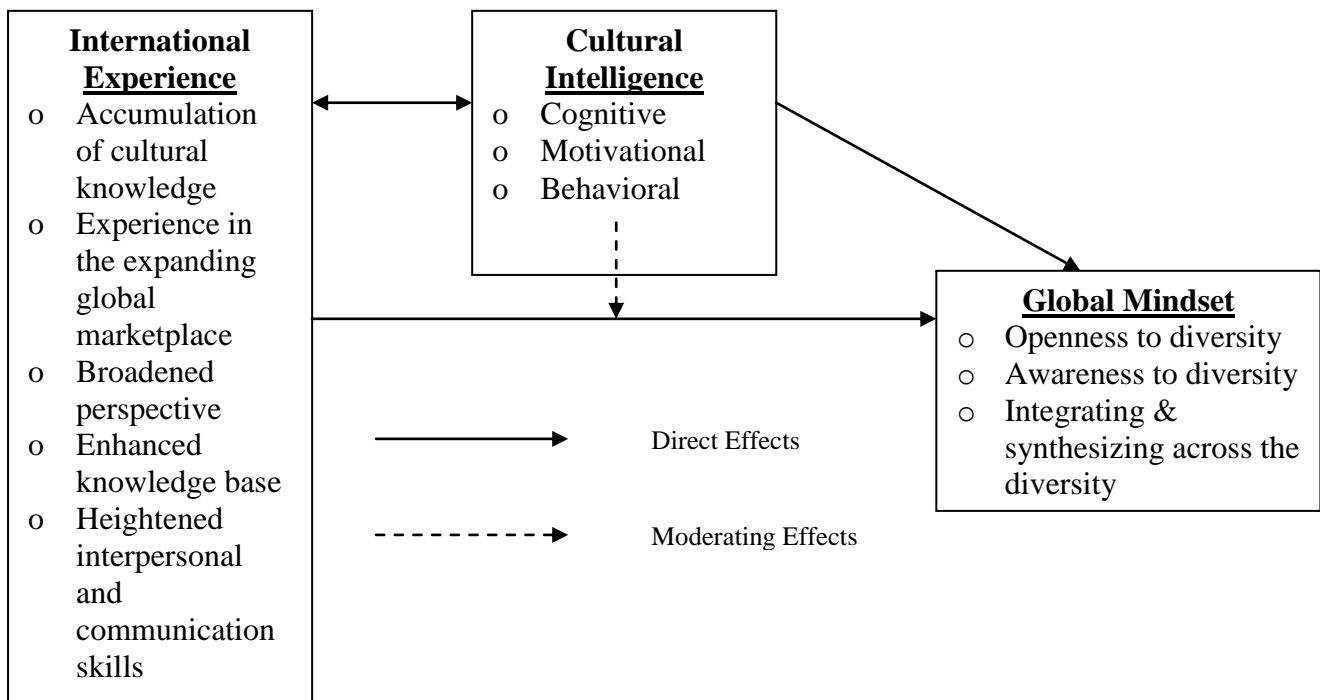 International
Experience
o Accumulation
of cultural
knowledge
o Experience in
the expanding
global
marketplace
o Broadened
perspective
o Enhanced
knowledge base
o Heightened
interpersonal
and
communication
skills
Cultural
Intelligence
o Cognitive
o Motivational
o Behavioral
Global Mindset
o Openness to diversity
o Awareness to diversity
o Integrating &
synthesizing across the
diversity
Direct Effects
Moderating Effects